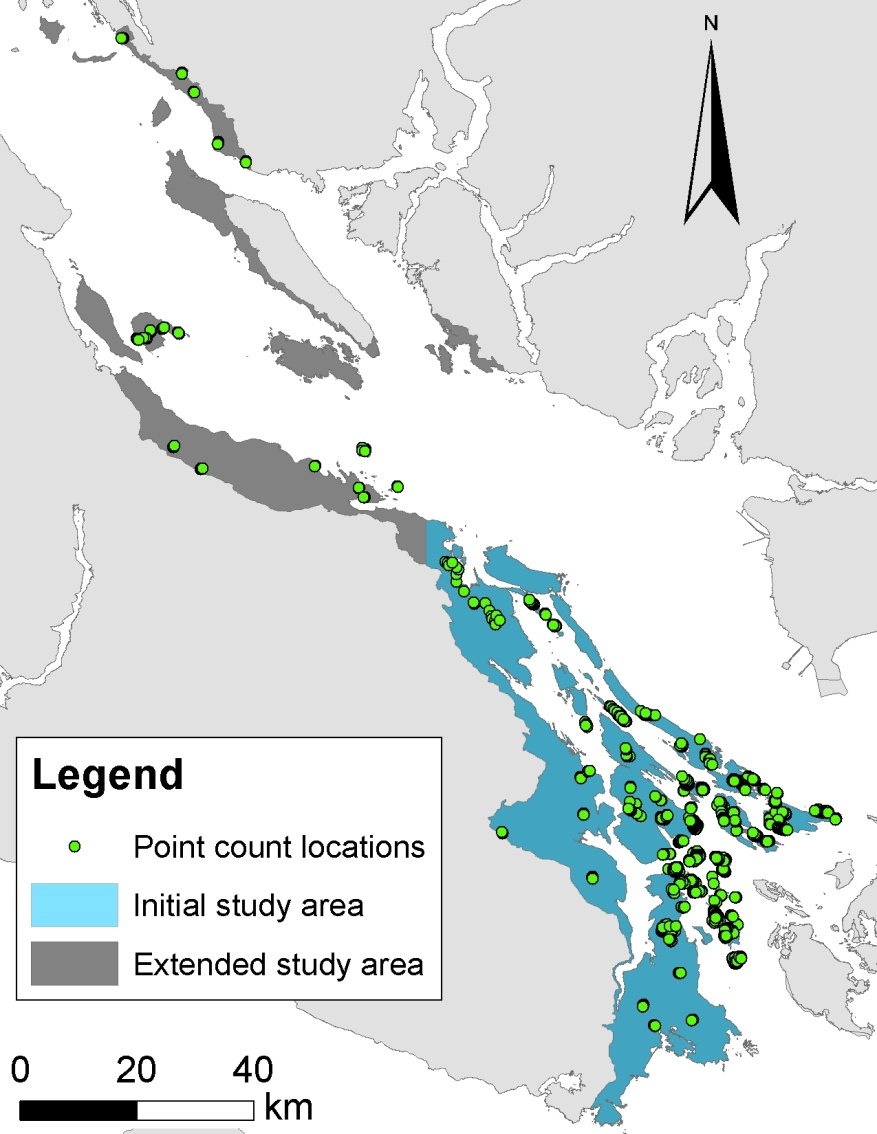 N
Legend
Point count locations
Initial study area
Extended study area
0 20 40
km